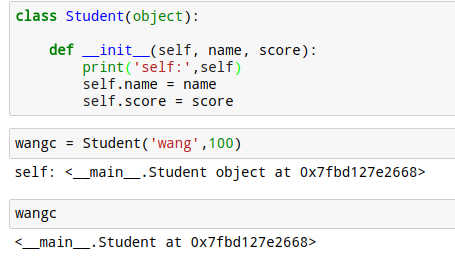 class Student(object):
    def __init__(self, name, score):
        print('self:',self)
        self.name = name
        self.score = score
wangc = Student('wang',100)
self: <__main__.Student object at 0x7fbd127e2668>
wangc
<__main__.Student at 0x7fbd127e2668>